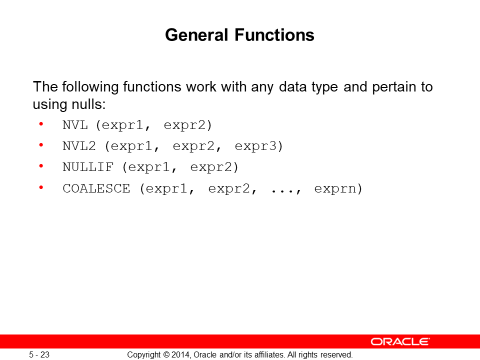 General Functions
The following functions work with any data type and pertain to
using nulls:
• NVL (expr1, expr2)
• NVL2 (expr1, expr2, expr3)
• NULLIF (expr1, expr2)
• COALESCE (expr1, expr2, ..., exprn)
ORACLE
5 - 23 Copyright © 2014, Oracle and/or its affiliates. All rights reserved.